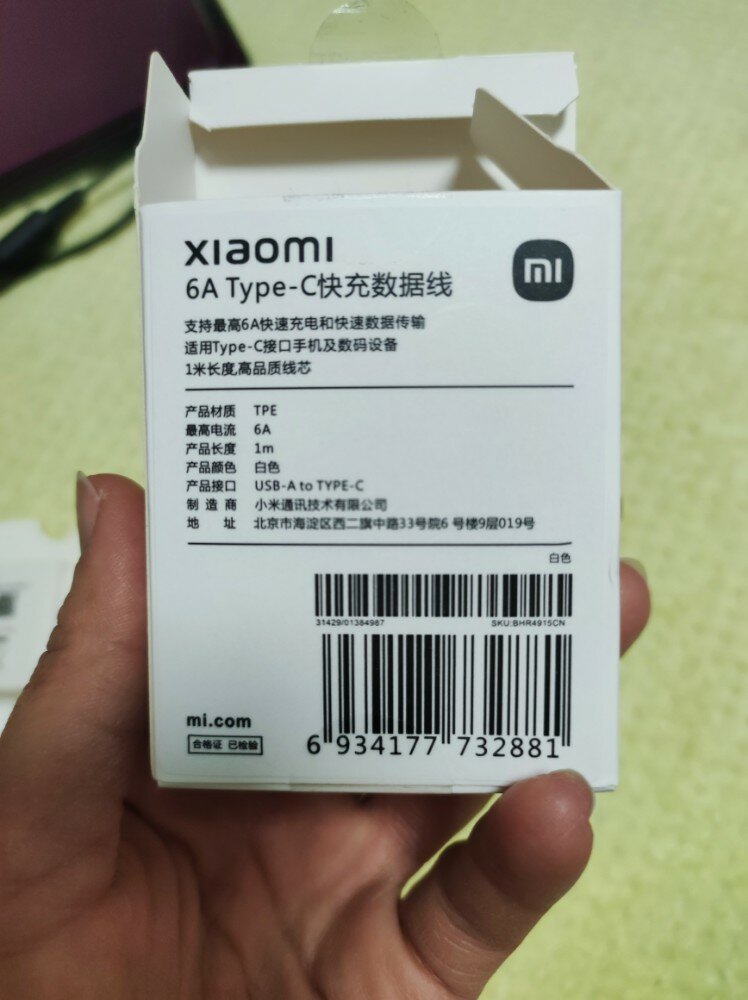 xiaomi
mi
6A Type-C快充数据线
支持最高6A快速充电和快速数据传输
适用Type-C接口手机及数码设备
1米长度,高品质线芯
产品材质 TPE
最高电流 6A
产品长度 1m
产品颜色 白色
产品接口 USB-A to TYPE-C
制造商 小米通讯技术有限公司
地址 北京市海淀区西二旗中路33号院6 号楼9层019号
白色
31429/01384987 SKU:BHR4915CN
mi.com
合格证 已检验
6 934177 732881